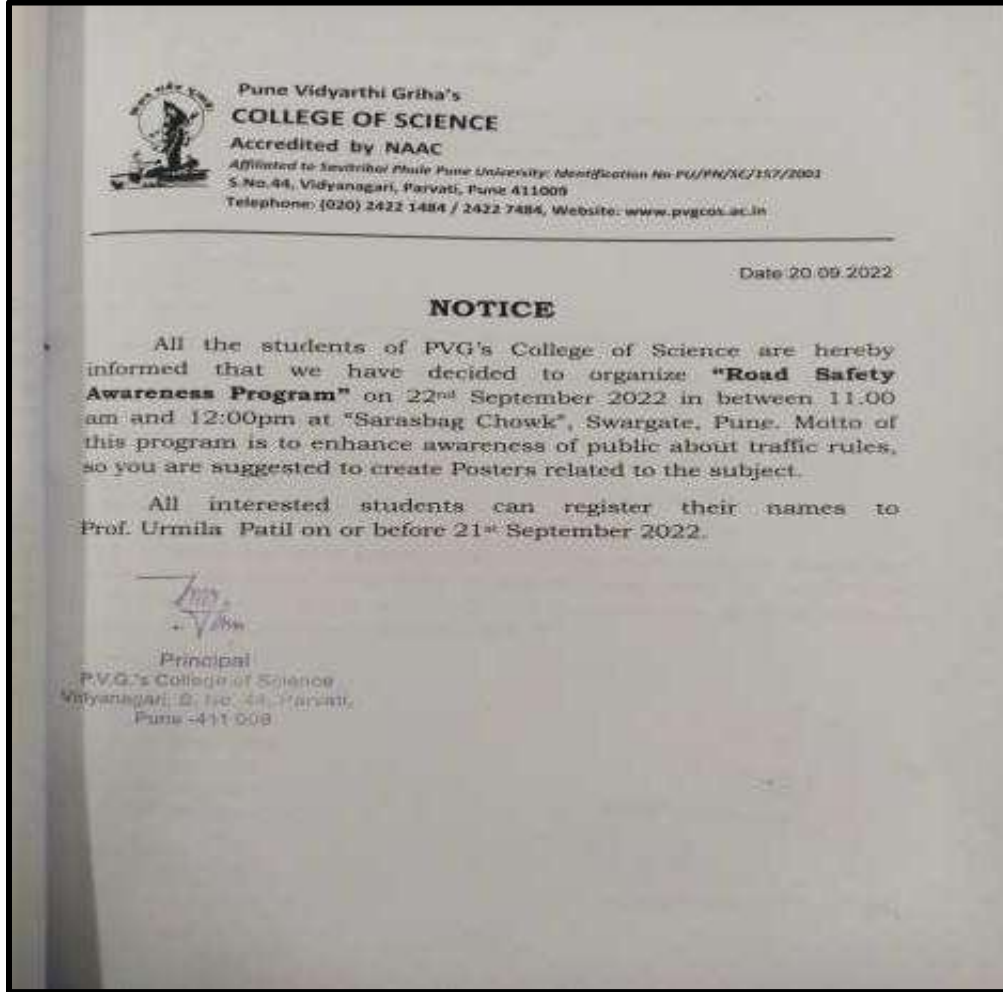 Pune Vidyarthi Griha's
COLLEGE OF SCIENCE
Accredited by NAAC
Affiliated to Savitribai Phule Pune University: Identification No PU/PN/SC/157/2001
S.No.44, Vidyanagari, Parvati, Pune 411009
Telephone: (020) 2422 1484 / 2422 7484, Website: www.pvgcos.ac.in
Date:20.09.2022
NOTICE
All the students of PVG's College of Science are hereby
informed that we have decided to organize “Road Safety
Awareness Program” on 22nd September 2022 in between 11.00
am and 12:00pm at “Sarasbag Chowk”, Swargate, Pune. Motto of
this program is to enhance awareness of public about traffic rules,
so you are suggested to create Posters related to the subject.
All interested students can register their names to
Prof. Urmila Patil on or before 21st September 2022.
Principal
P.V.G.'s College of Science
Vidyanagari, S. No. 44, Parvati,
Pune -411 009